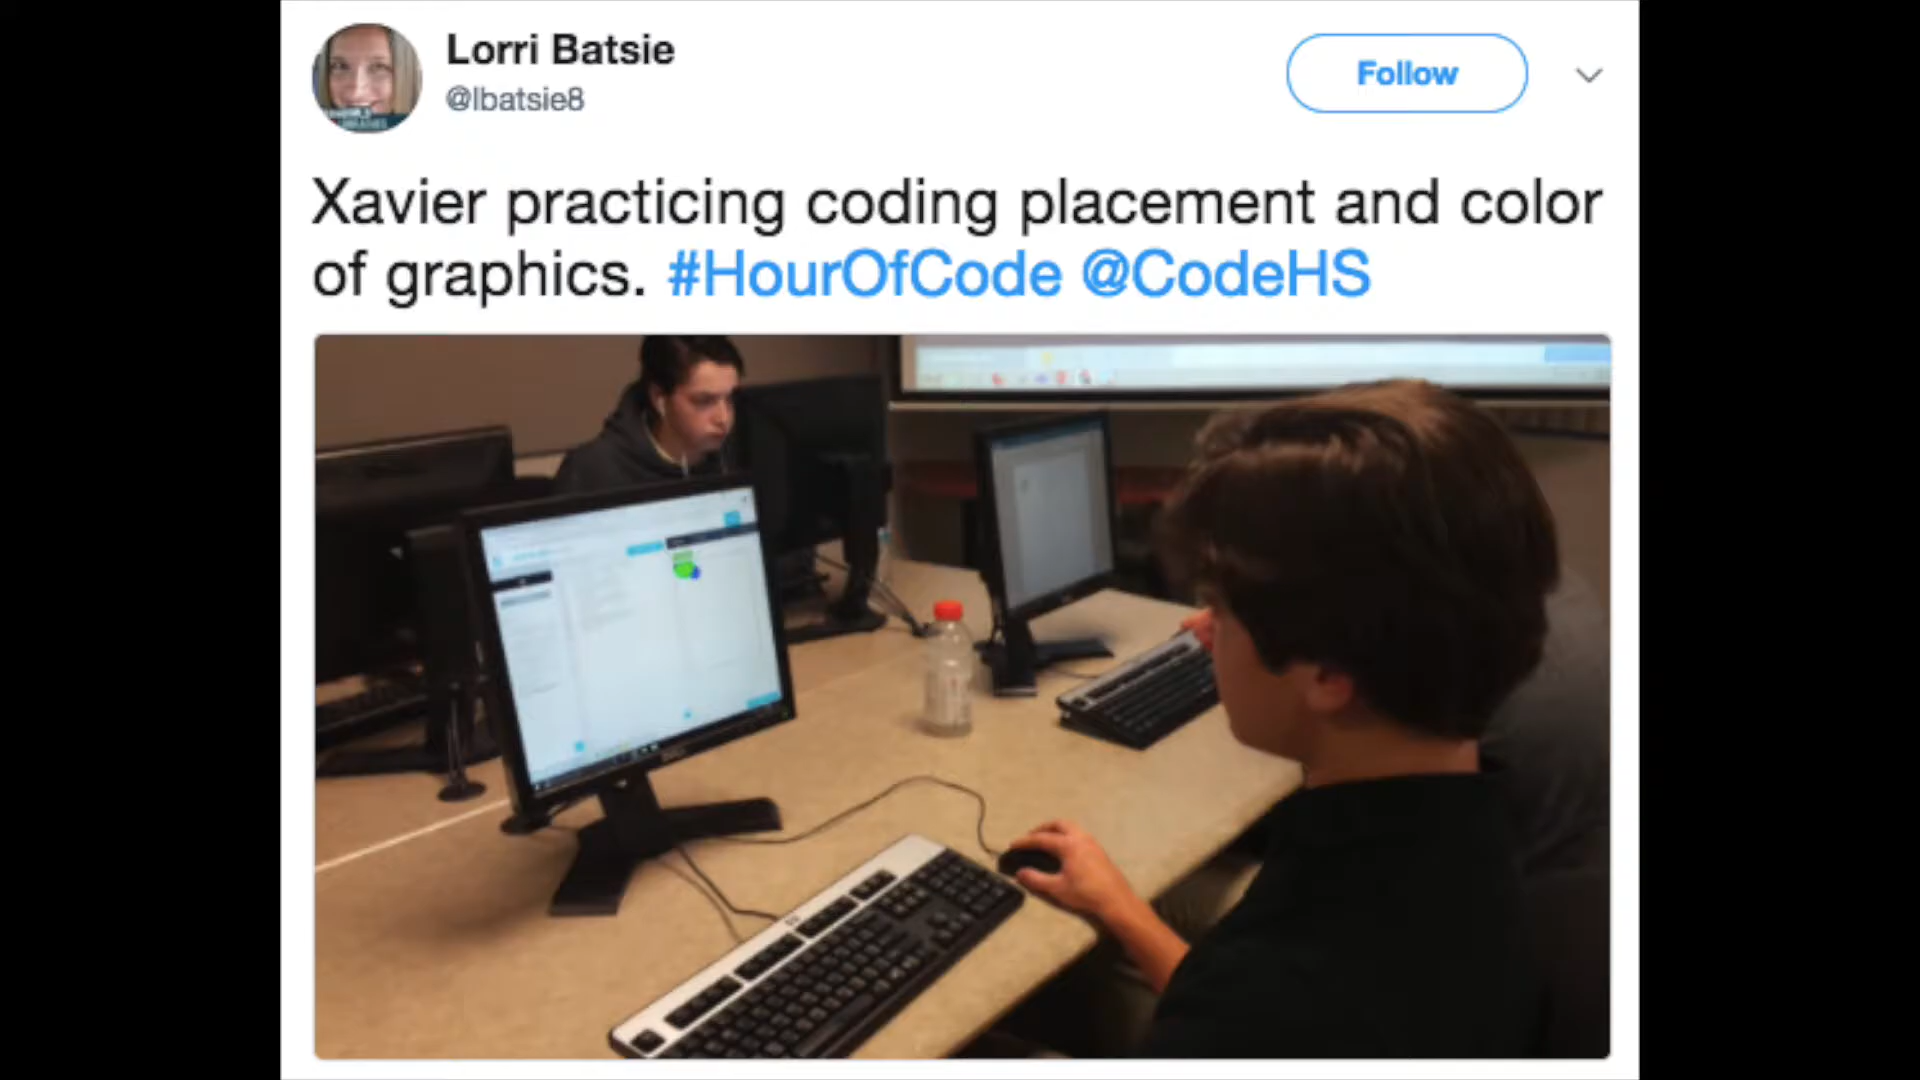 Lorri Batsie
@lbatsie8
Follow
Xavier practicing coding placement and color
of graphics. #HourOfCode @CodeHS